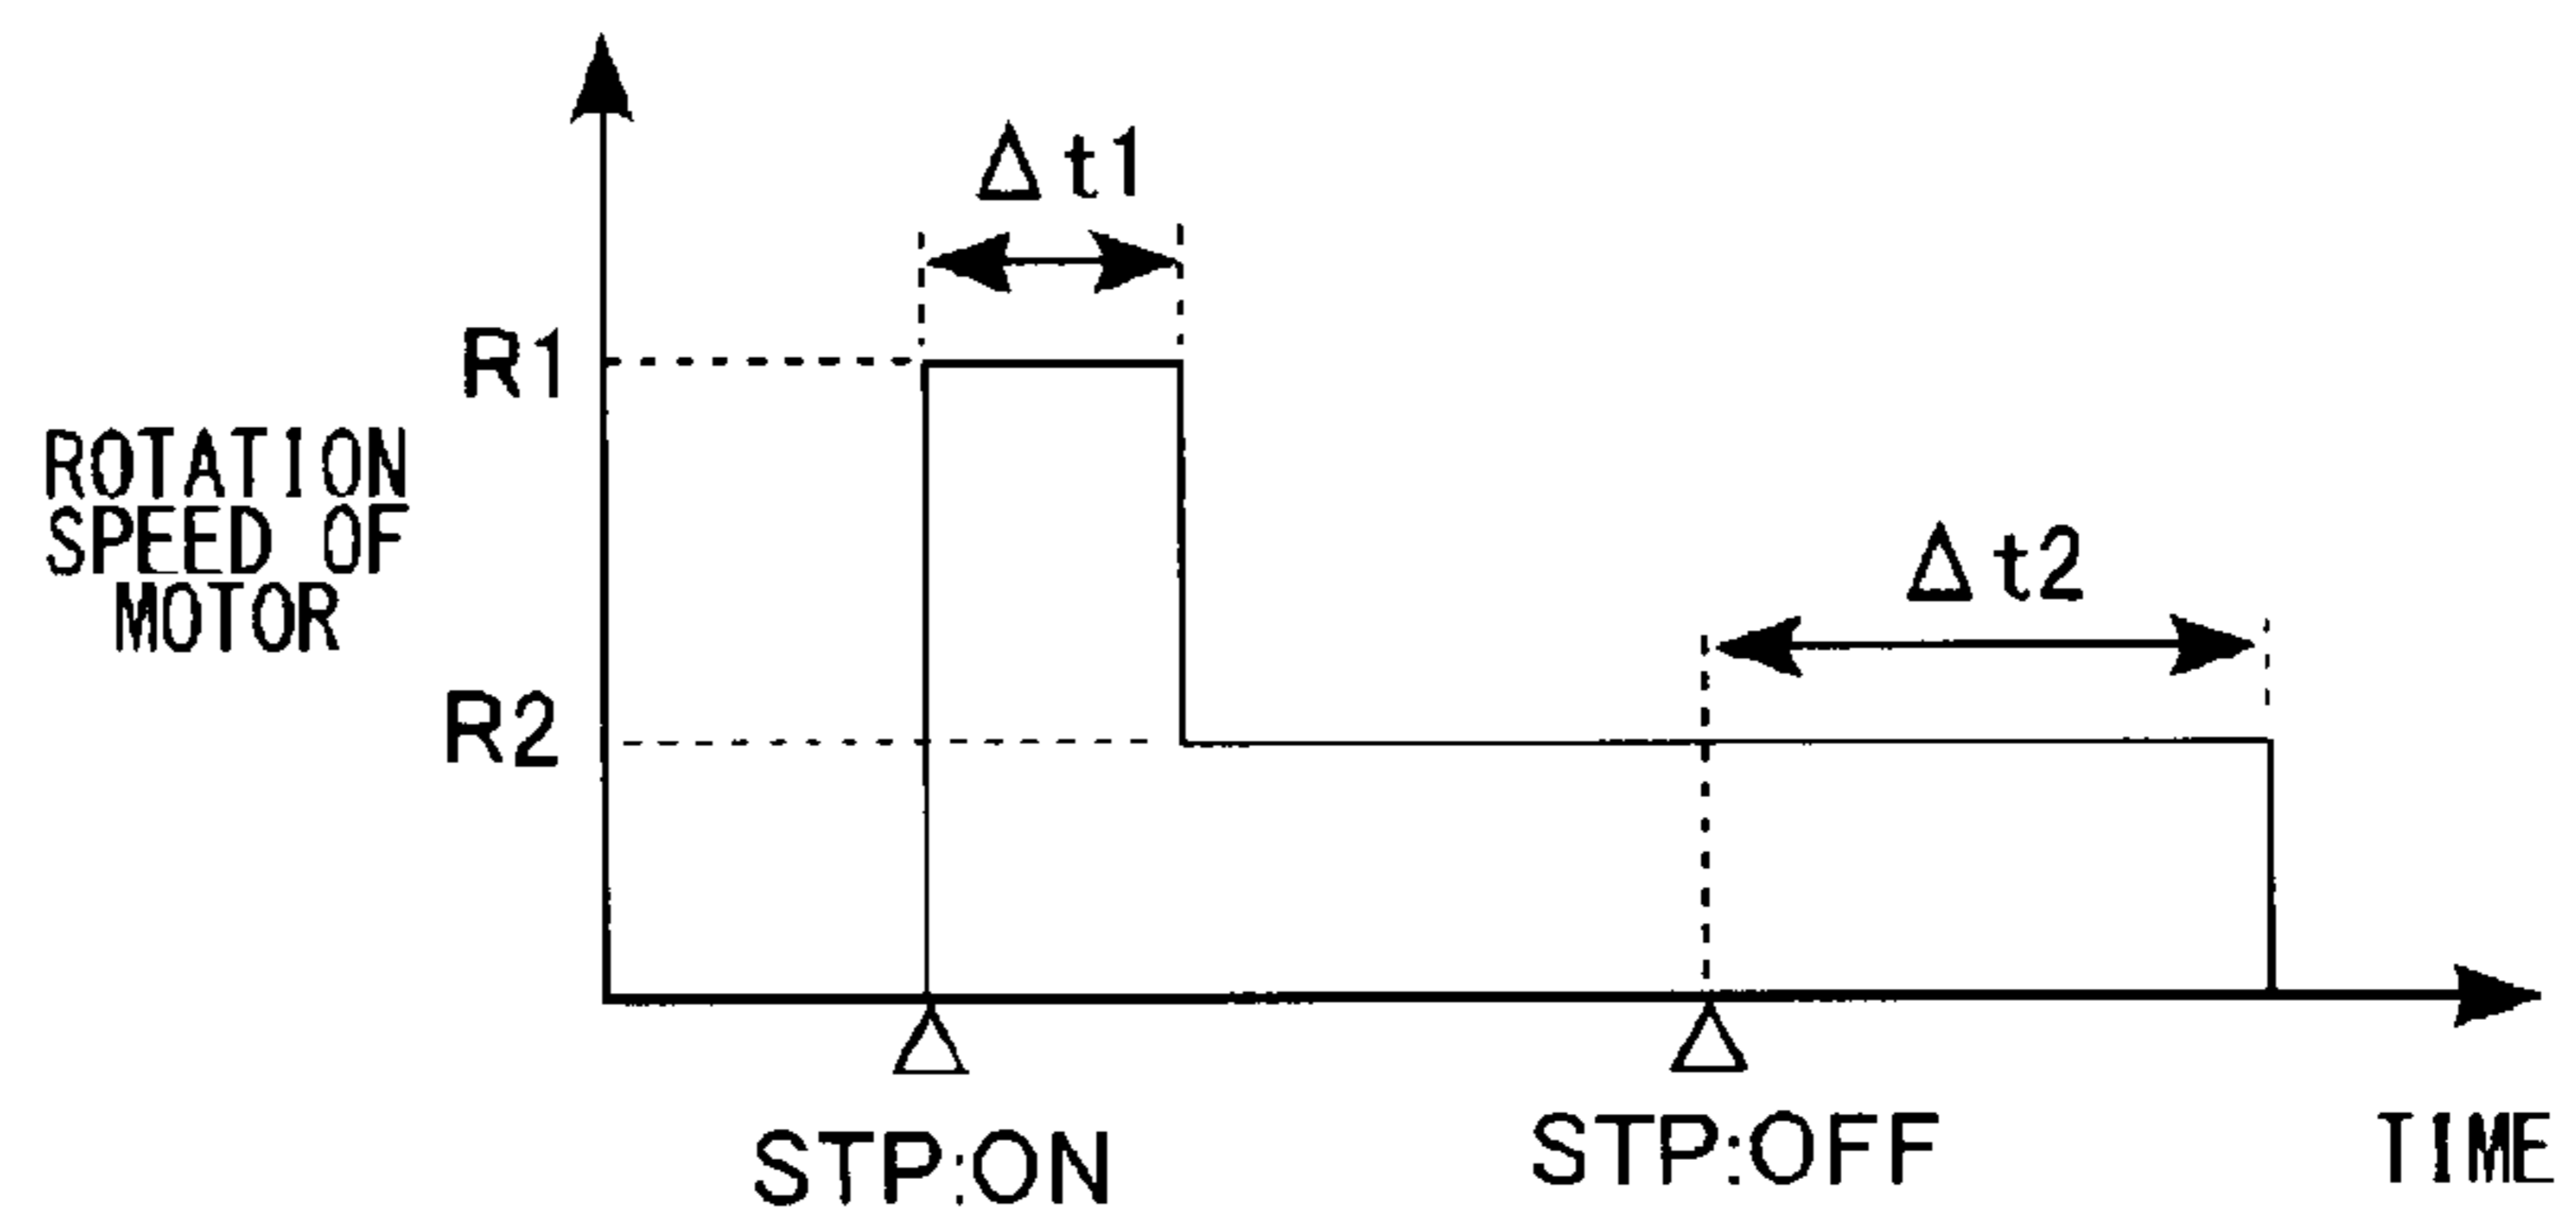 Δt1
R1
ROTATION
SPEED OF
MOTOR
Δt2
R2
STP:ON
STP:OFF
TIME